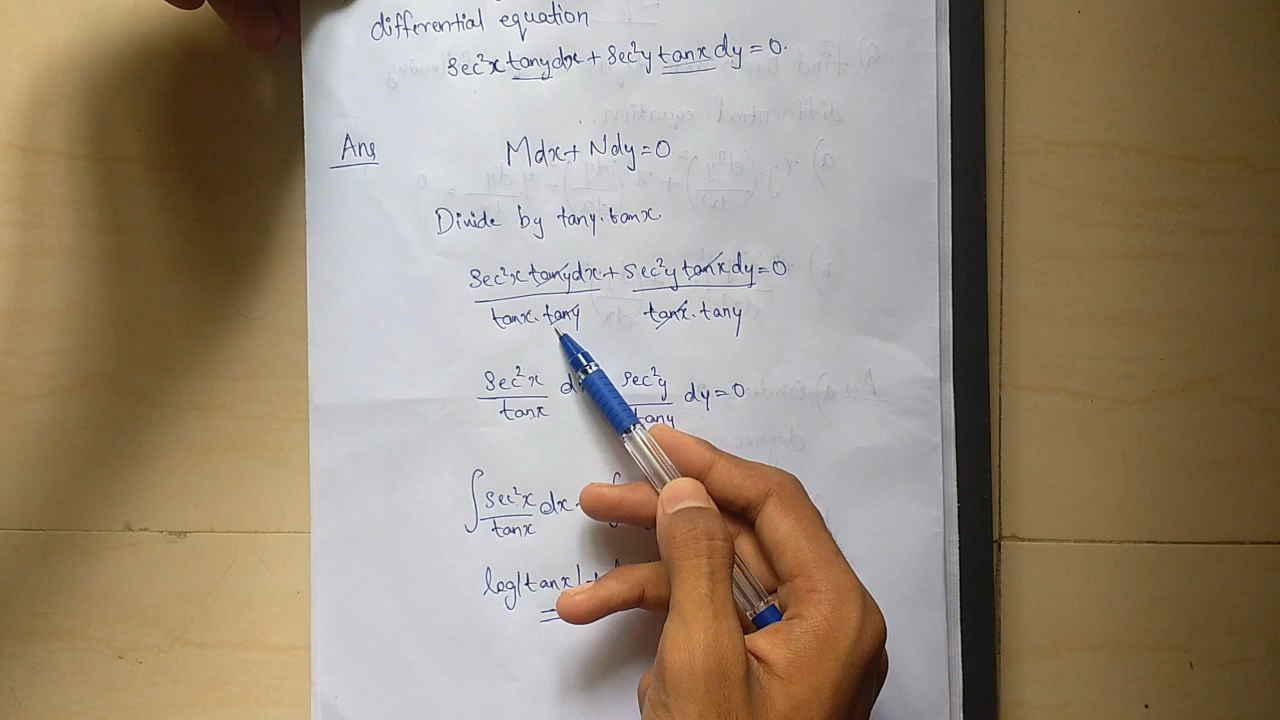 differential equation
sec²x tany dx + sec²y tanx dy = 0.
Ans
Mdx + Ndy = 0
Divide by tany. tanx.
sec²x tany dx + sec²y tanx dy = 0
tanx. tany tanx. tany
sec²x d sec²y dy = 0
tanx tany
∫ sec²x dx ∫
tanx
log|tanx| +